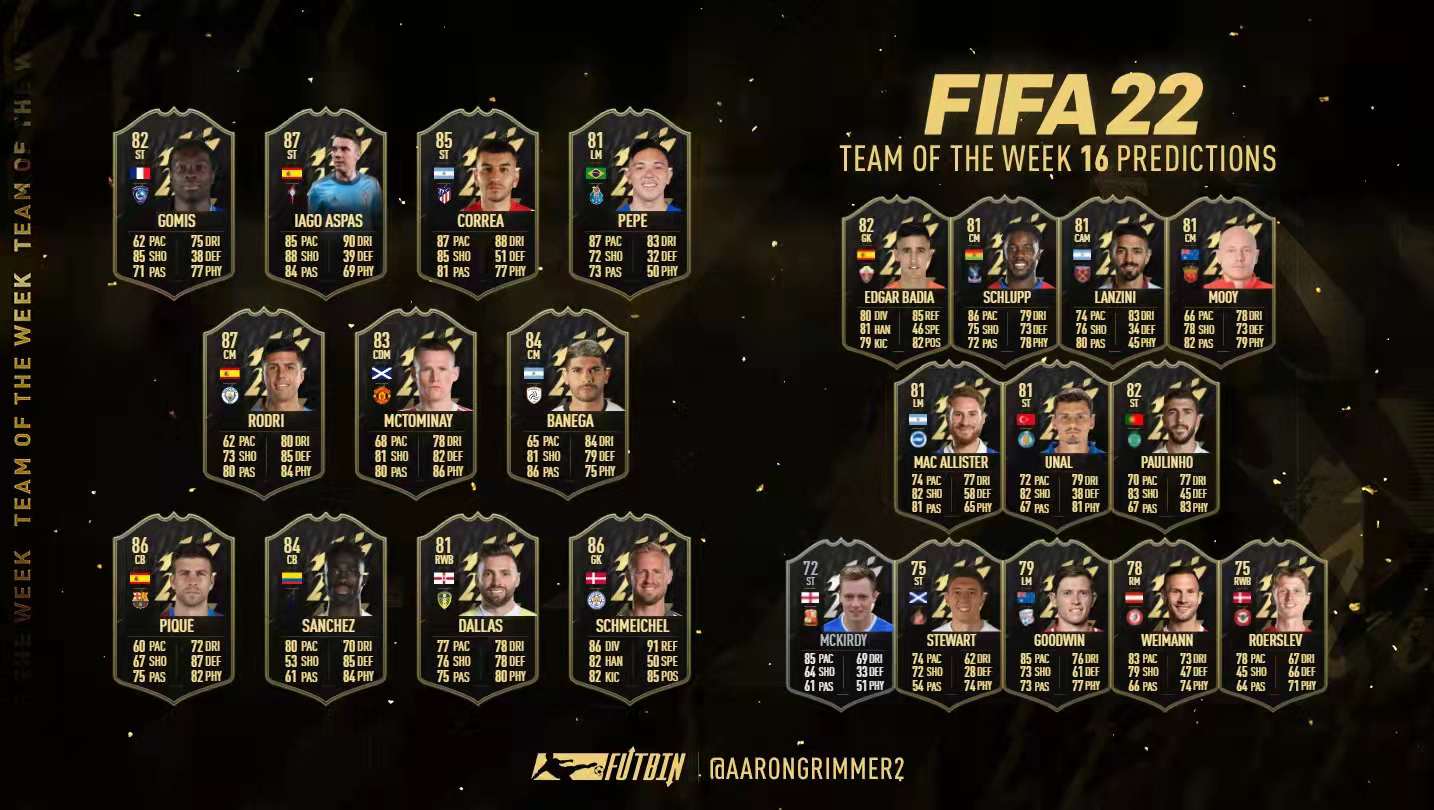 TEAM OF THE WEEK TEAM OF THE WEEK
FIFA 22
TEAM OF THE WEEK 16 PREDICTIONS
82
ST
GOMIS
62 PAC 75 DRI
85 SHO 38 DEF
71 PAS 77 PHY
87
ST
IAGO ASPAS
85 PAC 90 DRI
88 SHO 39 DEF
84 PAS 69 PHY
85
ST
CORREA
87 PAC 88 DRI
85 SHO 51 DEF
81 PAS 77 PHY
81
LM
PEPE
87 PAC 83 DRI
72 SHO 32 DEF
73 PAS 50 PHY
87
CM
RODRI
62 PAC 80 DRI
73 SHO 85 DEF
80 PAS 84 PHY
83
CDM
MCTOMINAY
68 PAC 78 DRI
81 SHO 82 DEF
80 PAS 86 PHY
84
CM
BANEGA
65 PAC 84 DRI
81 SHO 79 DEF
86 PAS 75 PHY
86
CB
PIQUE
60 PAC 72 DRI
67 SHO 87 DEF
75 PAS 82 PHY
84
CB
SANCHEZ
80 PAC 70 DRI
53 SHO 85 DEF
61 PAS 84 PHY
81
RWB
DALLAS
77 PAC 78 DRI
76 SHO 78 DEF
75 PAS 80 PHY
86
GK
SCHMEICHEL
86 DIV 91 REF
82 HAN 50 SPE
82 KIC 85 POS
82
GK
EDGAR BADIA
80 DIV 85 REF
81 HAN 46 SPE
79 KIC 82 POS
81
CM
SCHLUPP
86 PAC 79 DRI
75 SHO 73 DEF
72 PAS 78 PHY
81
CAM
LANZINI
74 PAC 83 DRI
76 SHO 34 DEF
80 PAS 45 PHY
81
CM
MOOY
66 PAC 78 DRI
78 SHO 73 DEF
82 PAS 79 PHY
81
LM
MAC ALLISTER
74 PAC 77 DRI
82 SHO 58 DEF
81 PAS 65 PHY
81
ST
UNAL
72 PAC 79 DRI
82 SHO 38 DEF
67 PAS 81 PHY
82
ST
PAULINHO
70 PAC 77 DRI
83 SHO 45 DEF
67 PAS 83 PHY
72
ST
MCKIRDY
85 PAC 69 DRI
64 SHO 33 DEF
61 PAS 51 PHY
75
ST
STEWART
74 PAC 62 DRI
72 SHO 28 DEF
54 PAS 74 PHY
79
LM
GOODWIN
85 PAC 76 DRI
73 SHO 61 DEF
73 PAS 77 PHY
78
RM
WEIMANN
83 PAC 73 DRI
79 SHO 47 DEF
66 PAS 74 PHY
75
RWB
ROERSLEV
78 PAC 67 DRI
45 SHO 66 DEF
64 PAS 71 PHY
FUTBIN
@AARONGRIMMER2